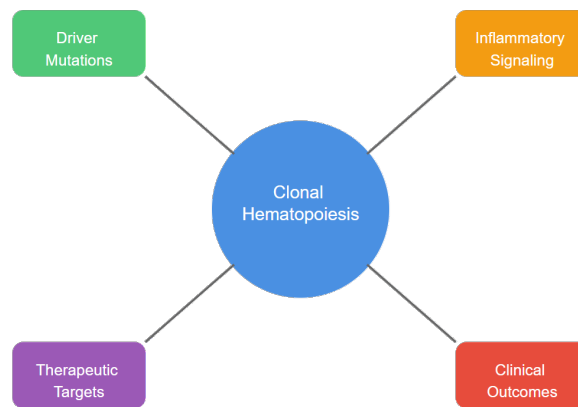 Driver
Mutations
Inflammatory
Signaling
Clonal
Hematopoiesis
Therapeutic
Targets
Clinical
Outcomes